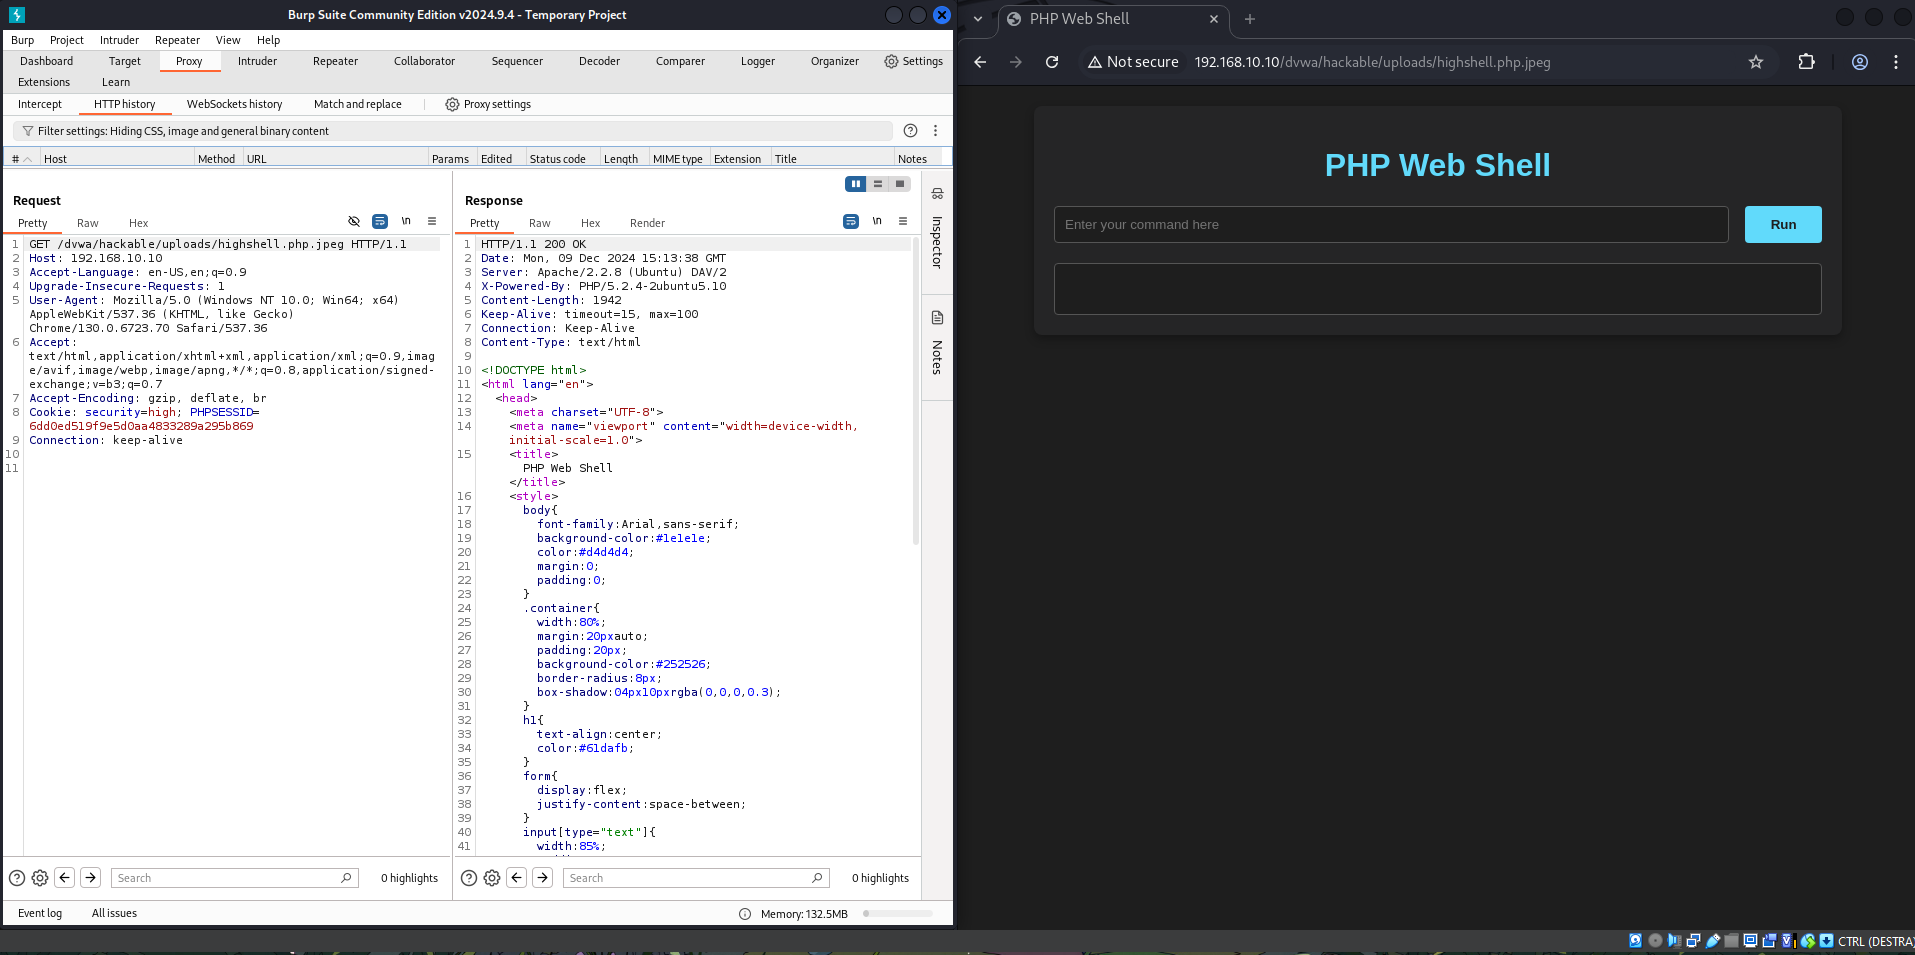 Burp Suite Community Edition v2024.9.4 - Temporary Project
Burp Project Intruder Repeater View Help
Dashboard Target Proxy Intruder Repeater Collaborator Sequencer Decoder Comparer Logger Organizer Settings
Extensions Learn
Intercept HTTP history WebSockets history Match and replace Proxy settings
Filter settings: Hiding CSS, image and general binary content
# Host Method URL Params Edited Status code Length MIME type Extension Title Notes
Request
Pretty Raw Hex \n
1 GET /dvwa/hackable/uploads/highshell.php.jpeg HTTP/1.1
2 Host: 192.168.10.10
3 Accept-Language: en-US,en;q=0.9
4 Upgrade-Insecure-Requests: 1
5 User-Agent: Mozilla/5.0 (Windows NT 10.0; Win64; x64)
AppleWebKit/537.36 (KHTML, like Gecko)
Chrome/130.0.6723.70 Safari/537.36
6 Accept:
text/html,application/xhtml+xml,application/xml;q=0.9,imag
e/avif,image/webp,image/apng,*/*;q=0.8,application/signed-
exchange;v=b3;q=0.7
7 Accept-Encoding: gzip, deflate, br
8 Cookie: security=high; PHPSESSID=
6dd0ed519f9e5d0aa4833289a295b869
9 Connection: keep-alive
10
11
Search 0 highlights
Response
Pretty Raw Hex Render \n
1 HTTP/1.1 200 OK
2 Date: Mon, 09 Dec 2024 15:13:38 GMT
3 Server: Apache/2.2.8 (Ubuntu) DAV/2
4 X-Powered-By: PHP/5.2.4-2ubuntu5.10
5 Content-Length: 1942
6 Keep-Alive: timeout=15, max=100
7 Connection: Keep-Alive
8 Content-Type: text/html
9
10 <!DOCTYPE html>
11 <html lang="en">
12 <head>
13 <meta charset="UTF-8">
14 <meta name="viewport" content="width=device-width,
initial-scale=1.0">
15 <title>
PHP Web Shell
</title>
16 <style>
17 body{
18 font-family:Arial,sans-serif;
19 background-color:#1e1e1e;
20 color:#d4d4d4;
21 margin:0;
22 padding:0;
23 }
24 .container{
25 width:80%;
26 margin:20pxauto;
27 padding:20px;
28 background-color:#252526;
29 border-radius:8px;
30 box-shadow:04px10pxrgba(0,0,0,0.3);
31 }
32 h1{
33 text-align:center;
34 color:#61dafb;
35 }
36 form{
37 display:flex;
38 justify-content:space-between;
39 }
40 input[type="text"]{
41 width:85%;
Search 0 highlights
Inspector
Notes
Event log All issues Memory: 132.5MB
PHP Web Shell
Not secure 192.168.10.10/dvwa/hackable/uploads/highshell.php.jpeg
PHP Web Shell
Enter your command here Run
CTRL (DESTRA)